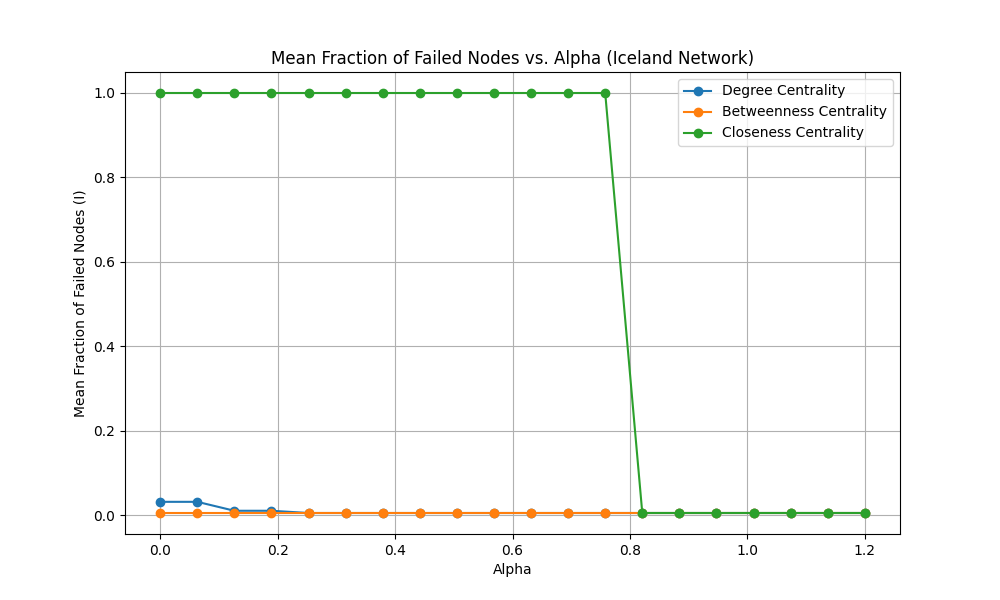 Mean Fraction of Failed Nodes vs. Alpha (Iceland Network)
Degree Centrality
Betweenness Centrality
Closeness Centrality
Mean Fraction of Failed Nodes (I)
1.0
0.8
0.6
0.4
0.2
0.0
0.0 0.2 0.4 0.6 0.8 1.0 1.2
Alpha